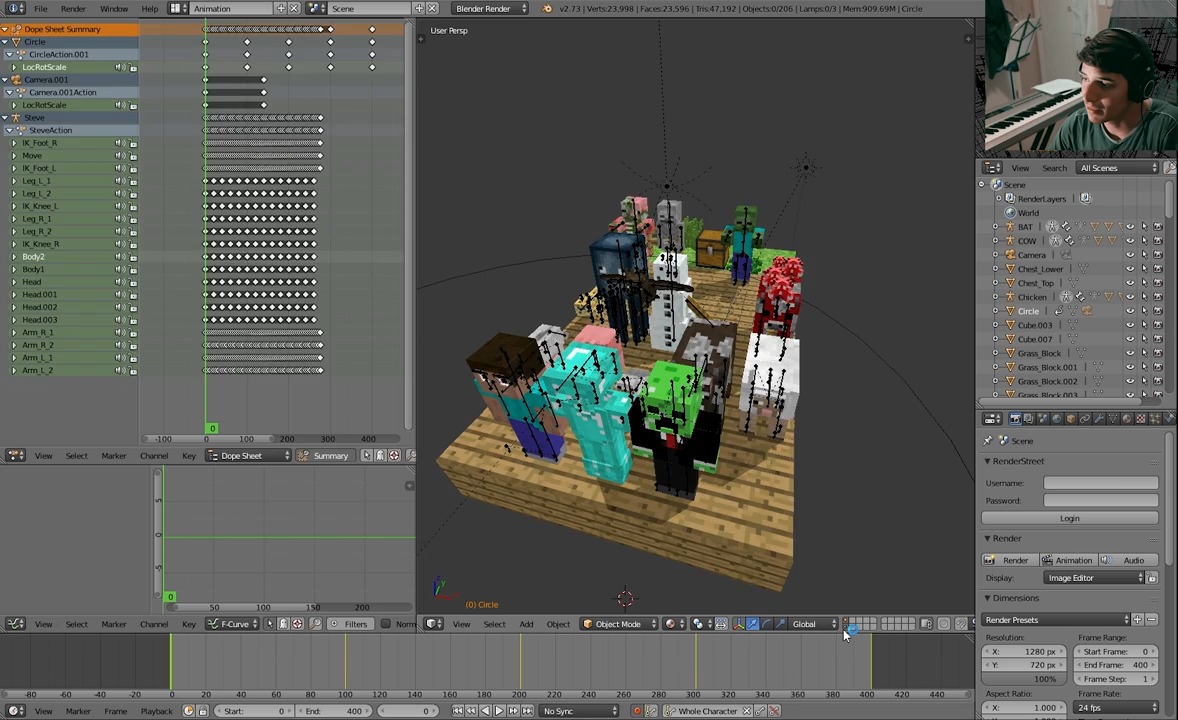 File Render Window Help Animation Scene Blender Render v2.73 | Verts:23,998 | Faces:23,596 | Tris:47,192 | Objects:0/206 | Lamps:0/3 | Mem:909.69M | Circle
Dope Sheet Summary
Circle
CircleAction.001
LocRotScale
Camera.001
Camera.001Action
LocRotScale
Steve
SteveAction
IK_Foot_R
Move
IK_Foot_L
Leg_L_1
Leg_L_2
IK_Knee_L
Leg_R_1
Leg_R_2
IK_Knee_R
Body2
Body1
Head
Head.001
Head.002
Head.003
Arm_R_1
Arm_R_2
Arm_L_1
Arm_L_2
0
-100 0 100 200 300 400
View Select Marker Channel Key Dope Sheet Summary
5
0
-5
0
50 100 150 200
View Select Marker Channel Key F-Curve Filters Norm
User Persp
(0) Circle
View Select Add Object Object Mode Global
View Search All Scenes
Scene
RenderLayers
World
BAT
COW
Camera
Chest_Lower
Chest_Top
Chicken
Circle
Cube.003
Cube.007
Grass_Block
Grass_Block.001
Grass_Block.002
Grass_Block.003
Scene
RenderStreet
Username:
Password:
Login
Render
Render Animation Audio
Display: Image Editor
Dimensions
Render Presets
Resolution: Frame Range:
X: 1280 px Start Frame: 0
Y: 720 px End Frame: 400
100% Frame Step: 1
Aspect Ratio: Frame Rate:
X: 1.000 24 fps
-80 -60 -40 -20 0 20 40 60 80 100 120 140 160 180 200 220 240 260 280 300 320 340 360 380 400 420 440
View Marker Frame Playback Start: 0 End: 400 0 No Sync Whole Character